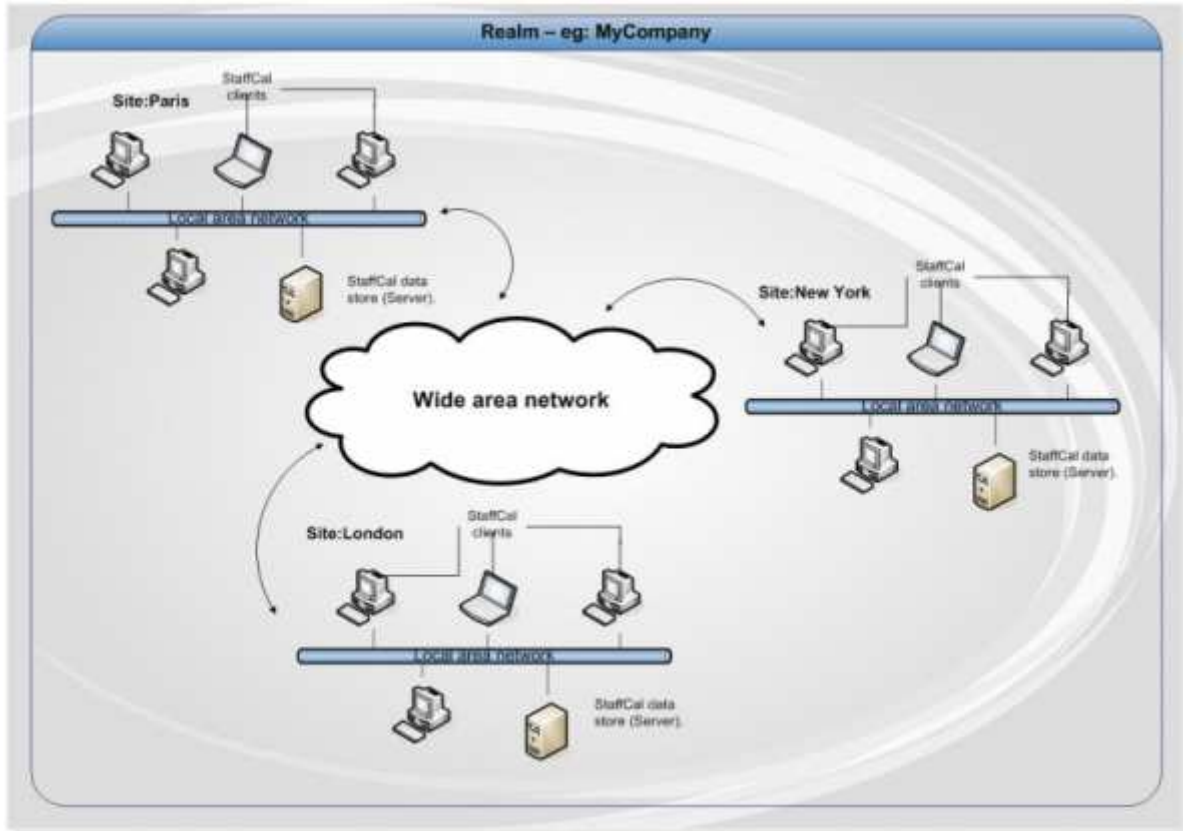 Realm – eg: MyCompany
StaffCal
clients
Site:Paris
Local area network
StaffCal data
store (Server).
StaffCal
clients
Site:New York
Wide area network
Local area network
StaffCal data
store (Server).
StaffCal
clients
Site:London
Local area network
StaffCal data
store (Server).